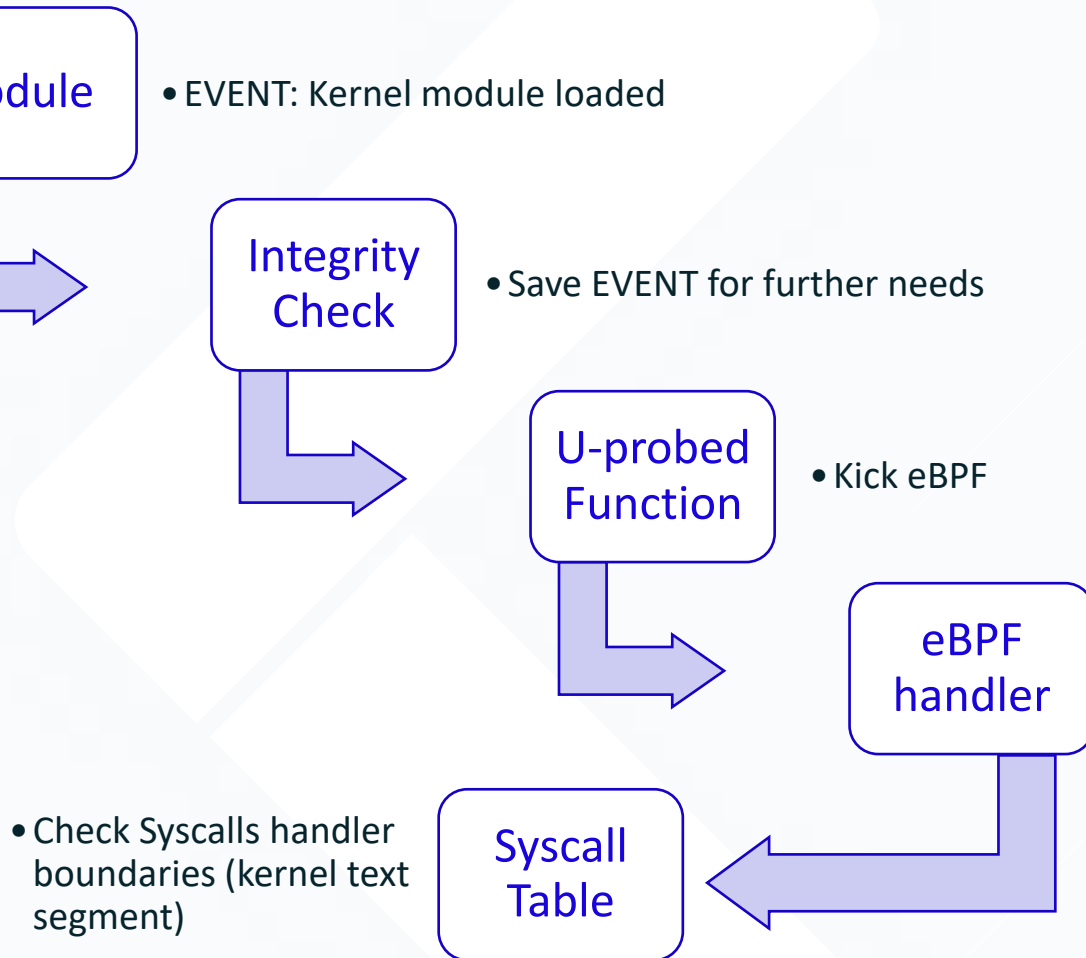 • EVENT: Kernel module loaded
Integrity
Check
• Save EVENT for further needs
U-probed
Function
• Kick eBPF
eBPF
handler
• Check Syscalls handler
boundaries (kernel text
segment)
Syscall
Table